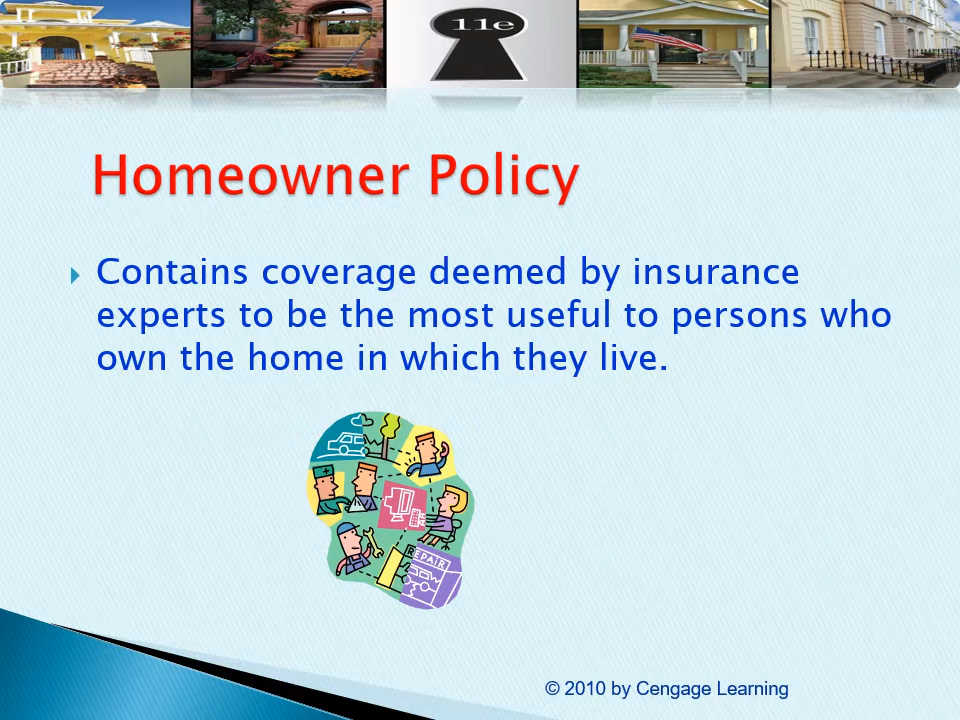 11e
Homeowner Policy
Contains coverage deemed by insurance
experts to be the most useful to persons who
own the home in which they live.
REPAIR
© 2010 by Cengage Learning